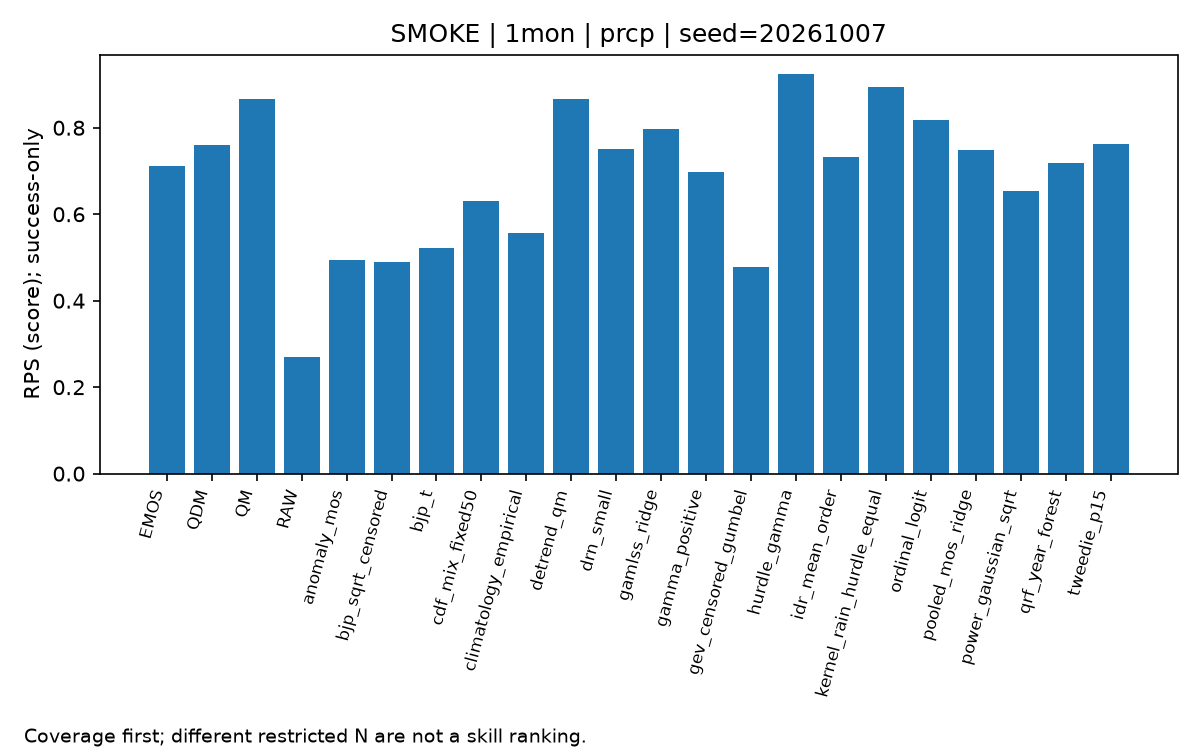 SMOKE | 1mon | prcp | seed=20261007
RPS (score); success-only
0.8
0.6
0.4
0.2
0.0
EMOS
QDM
QM
RAW
anomaly_mos
bjp_sqrt_censored
bjp_t
cdf_mix_fixed50
climatology_empirical
detrend_qm
drn_small
gamlss_ridge
gamma_positive
gev_censored_gumbel
hurdle_gamma
idr_mean_order
kernel_rain_hurdle_equal
ordinal_logit
pooled_mos_ridge
power_gaussian_sqrt
qrf_year_forest
tweedie_p15
Coverage first; different restricted N are not a skill ranking.